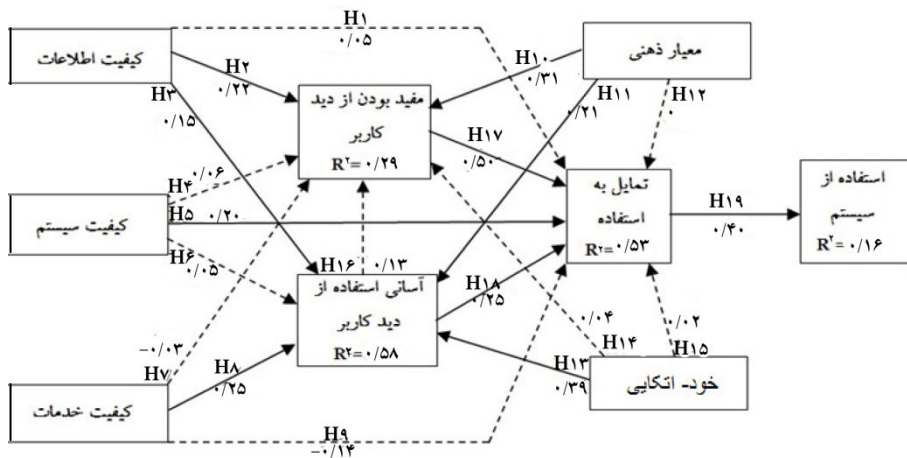 H۱
۰/۰۵
کیفیت اطلاعات
معیار ذهنی
H۲
۰/۲۲
H۱۰
۰/۳۱
H۳
۰/۱۵
H۱۱
۰/۲۱
H۱۲
۰
مفید بودن از دید
کاربر
R۲= ۰/۲۹
H۱۷
۰/۵۰
H۴
۰/۰۶
کیفیت سیستم
H۵
۰/۲۰
تمایل به
استفاده
R۲= ۰/۵۳
H۱۹
۰/۴۰
استفاده از
سیستم
R۲= ۰/۱۶
H۶
۰/۰۵
H۱۶
۰/۱۳
H۱۸
۰/۲۵
آسانی استفاده از
دید کاربر
R۲= ۰/۵۸
۰/۰۴
H۱۴
۰/۰۲
H۱۵
−۰/۰۳
H۷
H۸
۰/۲۵
H۱۳
۰/۳۹
خود- اتکایی
کیفیت خدمات
H۹
−۰/۱۴